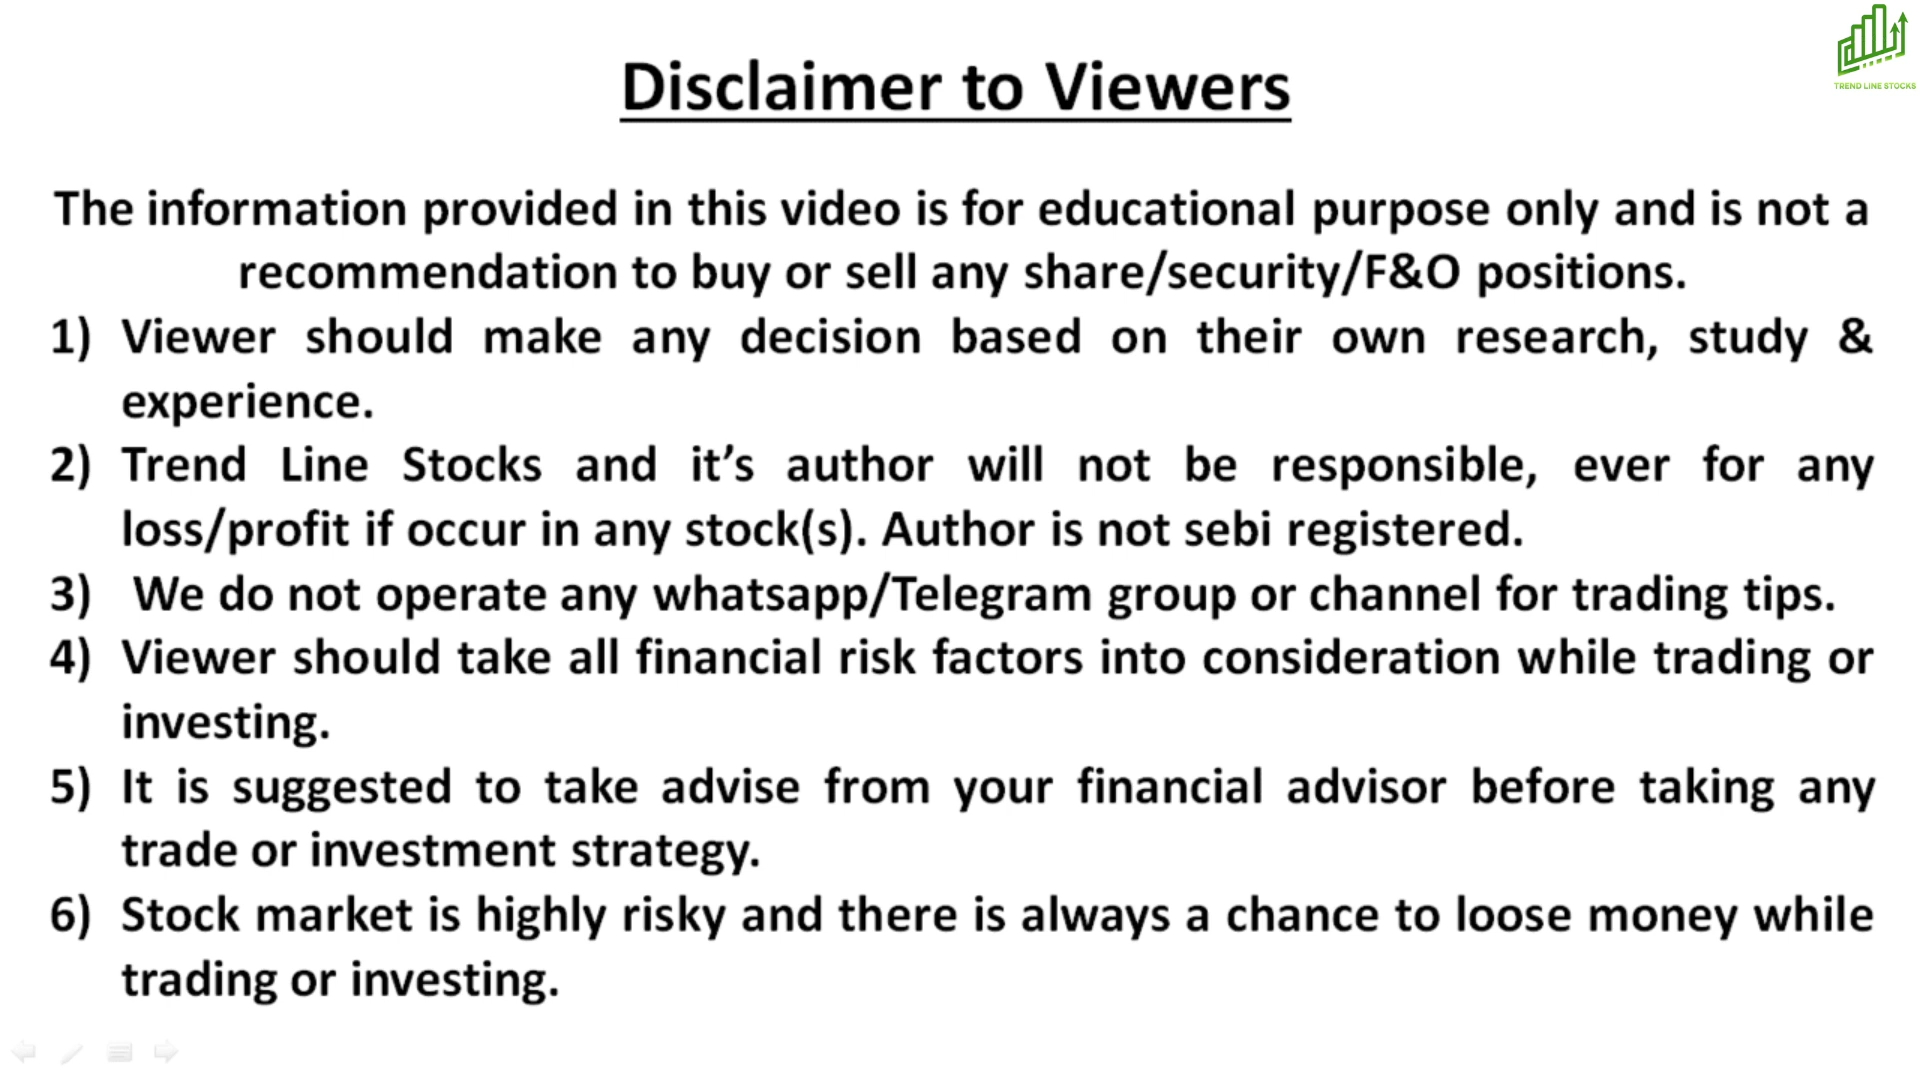 TREND LINE STOCKS
Disclaimer to Viewers
The information provided in this video is for educational purpose only and is not a
recommendation to buy or sell any share/security/F&O positions.
1) Viewer should make any decision based on their own research, study &
experience.
2) Trend Line Stocks and it’s author will not be responsible, ever for any
loss/profit if occur in any stock(s). Author is not sebi registered.
3) We do not operate any whatsapp/Telegram group or channel for trading tips.
4) Viewer should take all financial risk factors into consideration while trading or
investing.
5) It is suggested to take advise from your financial advisor before taking any
trade or investment strategy.
6) Stock market is highly risky and there is always a chance to loose money while
trading or investing.